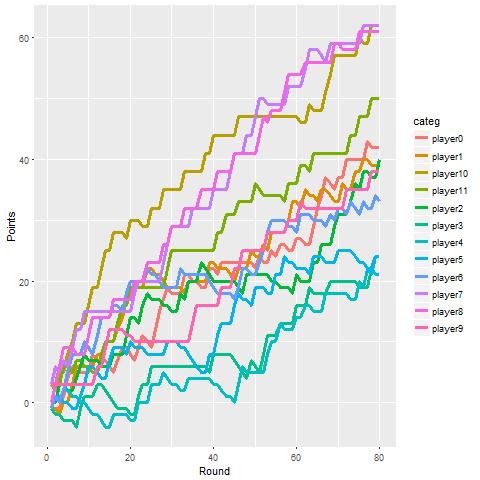 60
40
20
0
Points
0
20
40
60
80
Round
categ
player0
player1
player10
player11
player2
player3
player4
player5
player6
player7
player8
player9